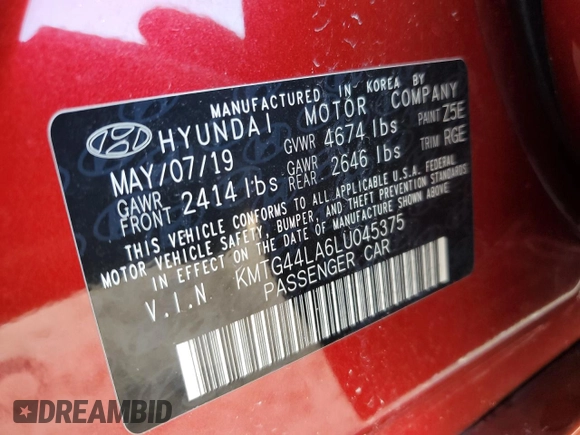 MANUFACTURED IN KOREA BY
HYUNDAI MOTOR COMPANY
MAY/07/19 GVWR 4674 lbs PAINT Z5E
GAWR FRONT 2414 lbs GAWR REAR 2646 lbs TRIM RGE
THIS VEHICLE CONFORMS TO ALL APPLICABLE U.S.A. FEDERAL
MOTOR VEHICLE SAFETY, BUMPER, AND THEFT PREVENTION STANDARDS
IN EFFECT ON THE DATE OF MANUFACTURE SHOWN ABOVE.
V.I.N KMTG44LA6LU045375
PASSENGER CAR
DREAMBID